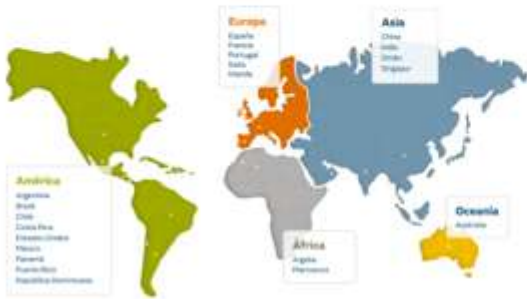 Europa
España
Francia
Portugal
Italia
Irlanda
Asia
China
India
Omán
Singapur
América
Argentina
Brasil
Chile
Costa Rica
Estados Unidos
México
Panamá
Puerto Rico
República Dominicana
África
Argelia
Marruecos
Oceanía
Australia